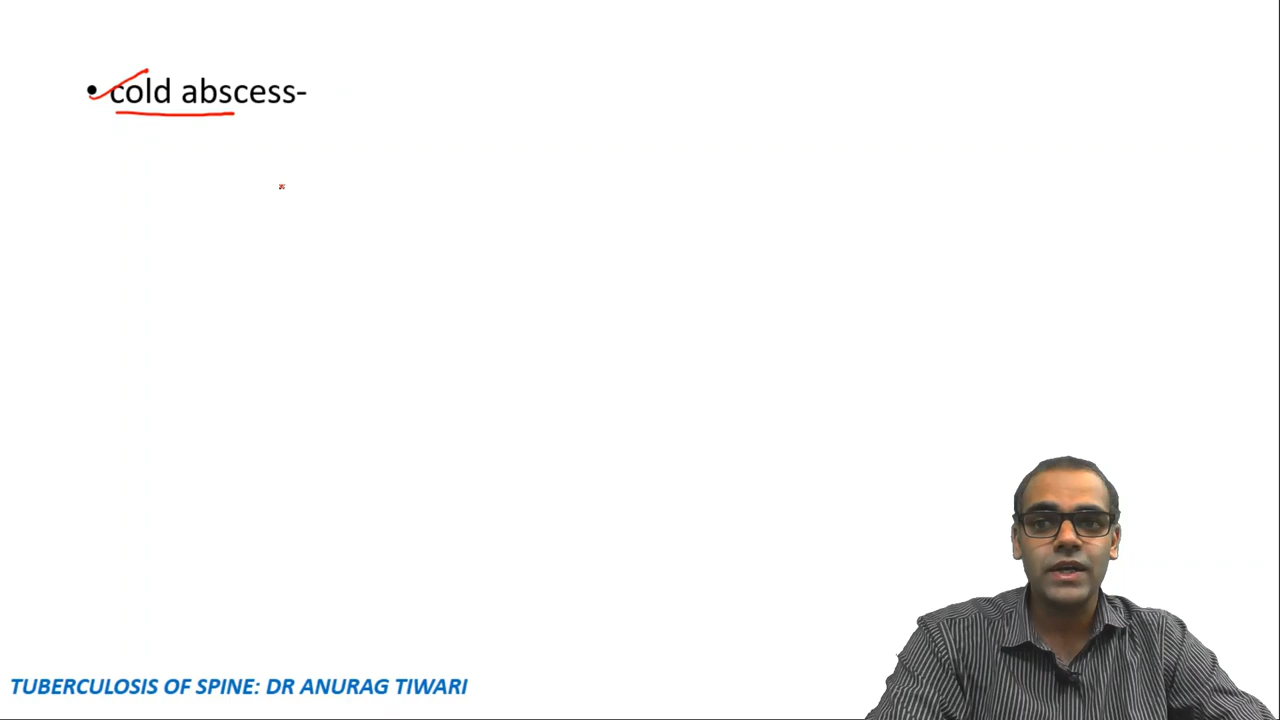 • cold abscess-
TUBERCULOSIS OF SPINE: DR ANURAG TIWARI